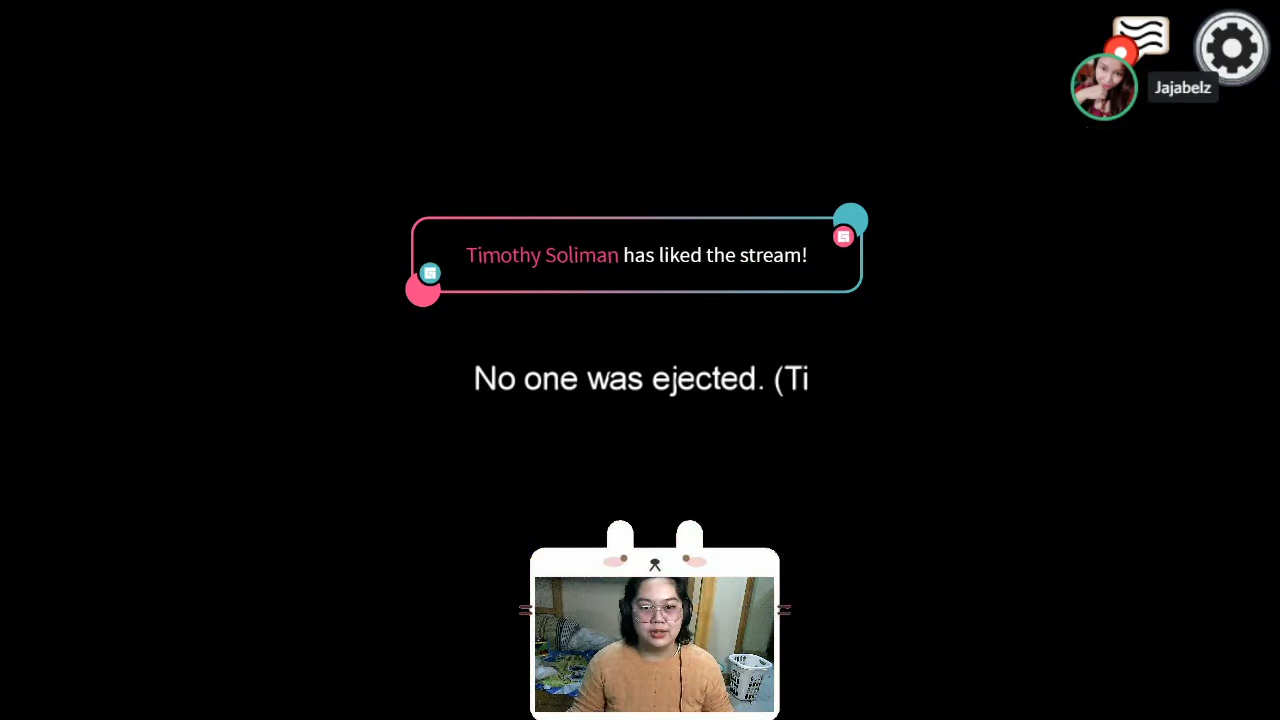 Jajabelz
Timothy Soliman has liked the stream!
No one was ejected. (Ti